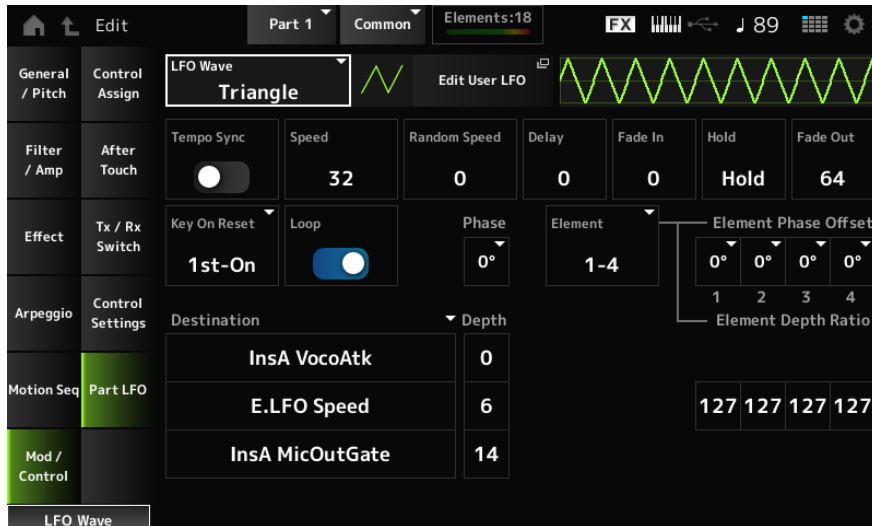 Edit
Part 1
Common
Elements:18
FX
♩ 89
General / Pitch
Control Assign
LFO Wave
Triangle
Edit User LFO
Filter / Amp
After Touch
Tempo Sync
Speed
32
Random Speed
0
Delay
0
Fade In
0
Hold
Hold
Fade Out
64
Effect
Tx / Rx Switch
Key On Reset
1st-On
Loop
Phase
0°
Element
1-4
Element Phase Offset
0° 0° 0° 0°
1 2 3 4
Element Depth Ratio
Arpeggio
Control Settings
Destination
Depth
InsA VocoAtk
0
Motion Seq
Part LFO
E.LFO Speed
6
127 127 127 127
InsA MicOutGate
14
Mod / Control
LFO Wave